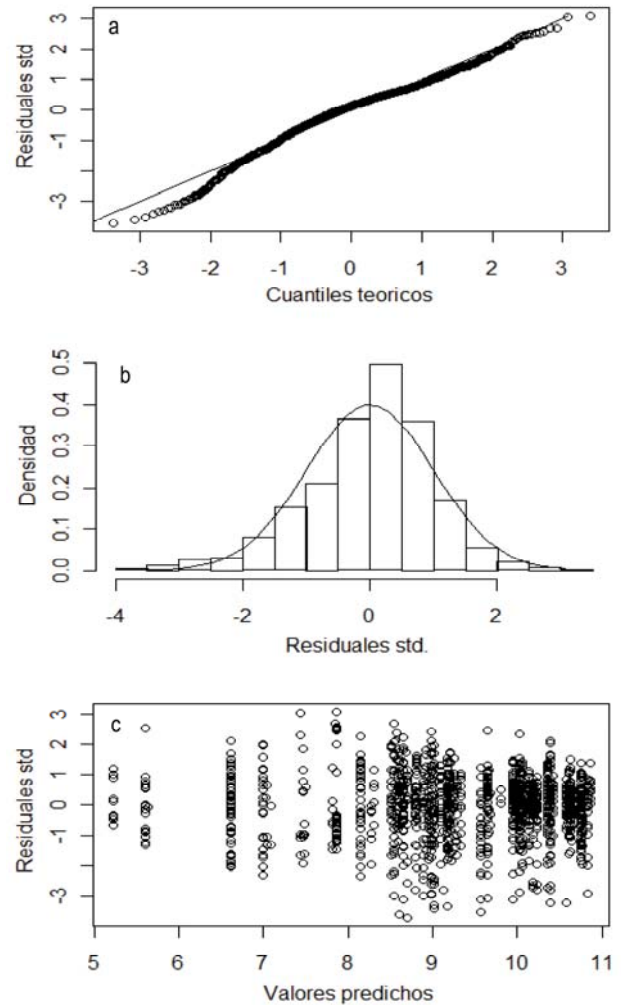 a
Residuales std
3
2
1
0
-1
-3
-3 -2 -1 0 1 2 3
Cuantiles teoricos
b
Densidad
0.5
0.4
0.3
0.2
0.1
0.0
-4 -2 0 2
Residuales std.
c
Residuales std
3
2
1
0
-1
-3
5 6 7 8 9 10 11
Valores predichos